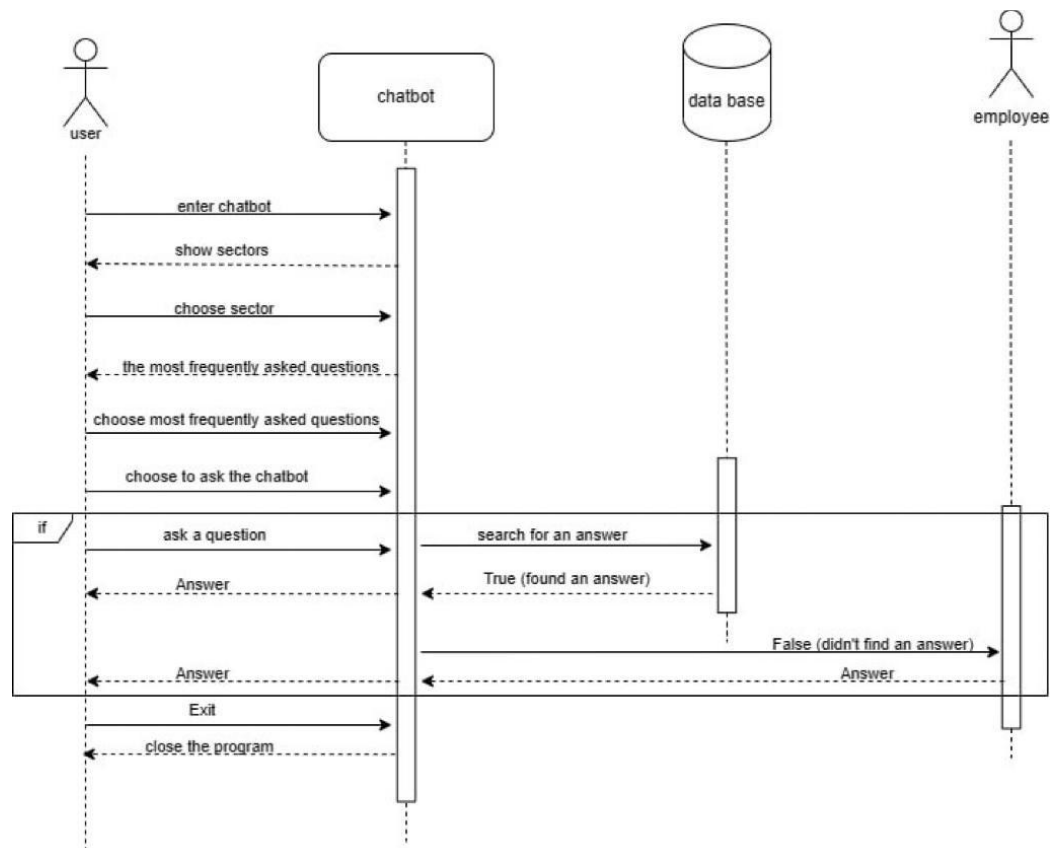 user
chatbot
data base
employee
enter chatbot
show sectors
choose sector
the most frequently asked questions
choose most frequently asked questions
choose to ask the chatbot
if
ask a question
search for an answer
Answer
True (found an answer)
False (didn't find an answer)
Answer
Answer
Exit
close the program